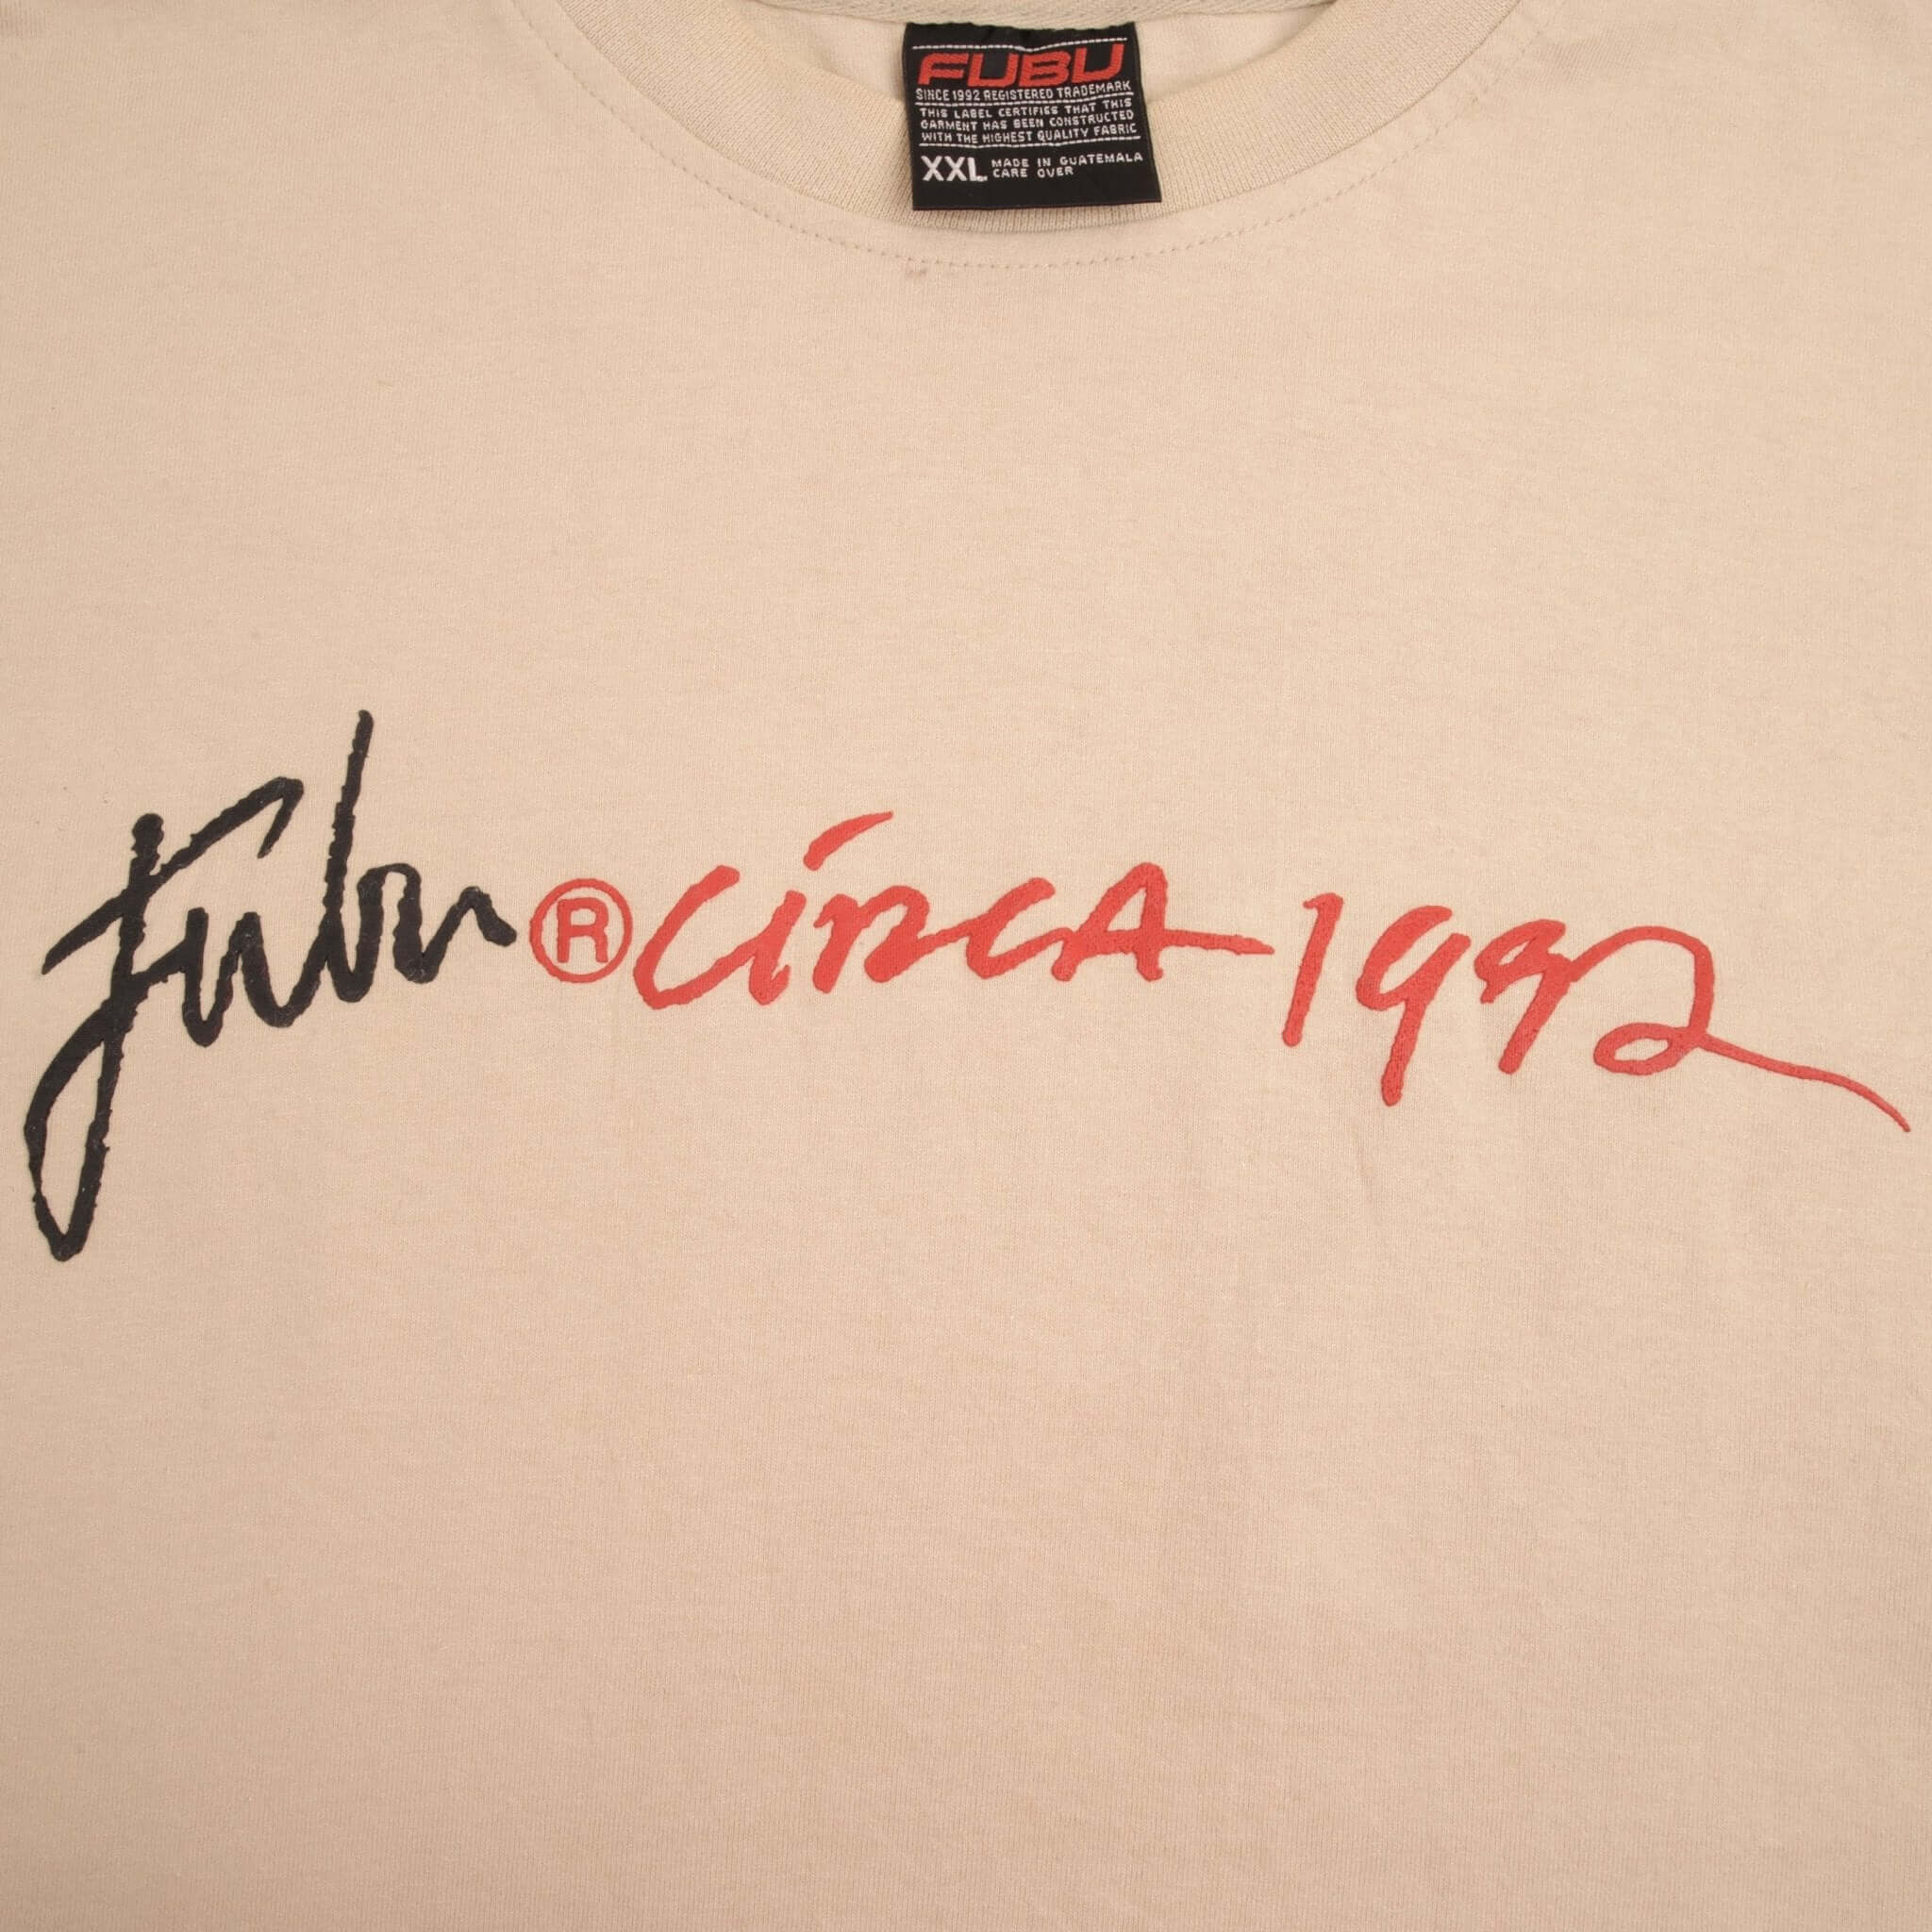 FUBU
SINCE 1992 REGISTERED TRADEMARK
THIS LABEL CERTIFIES THAT THIS
GARMENT HAS BEEN CONSTRUCTED
WITH THE HIGHEST QUALITY FABRIC
XXL MADE IN GUATEMALA
CARE OVER
Fubu ® CiRCA 1992